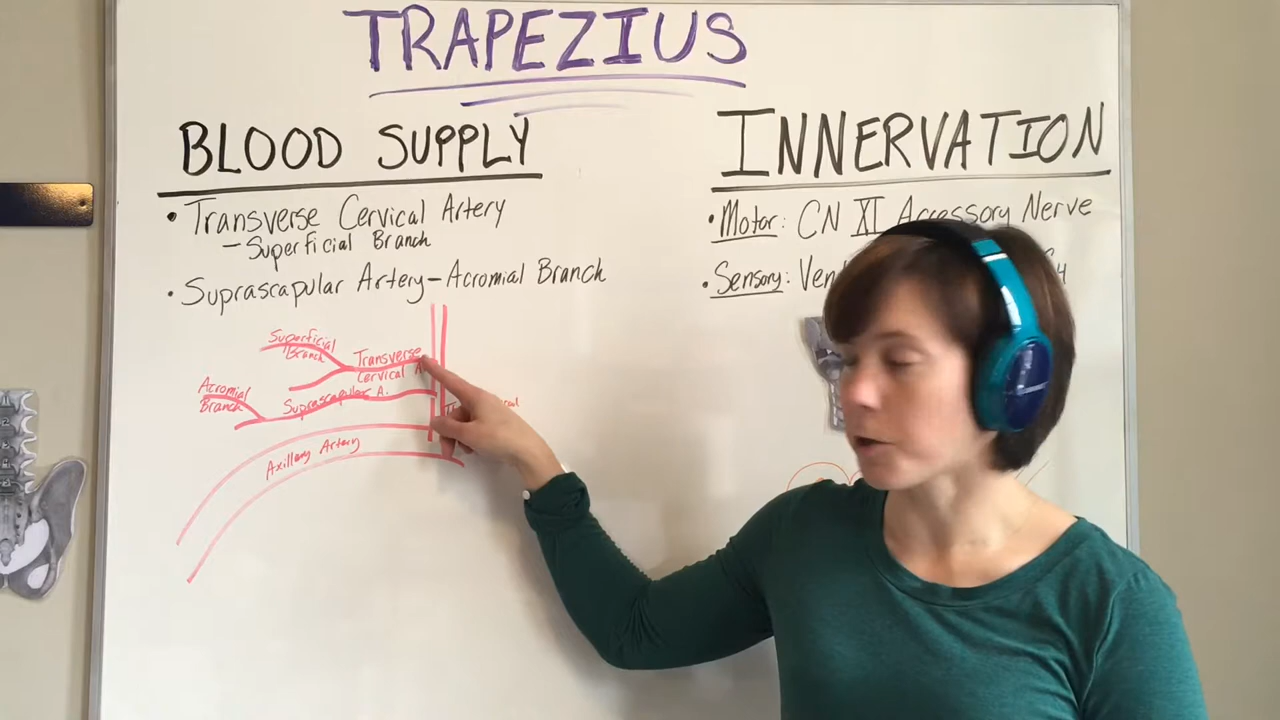 TRAPEZIUS
BLOOD SUPPLY
• Transverse Cervical Artery
– Superficial Branch
• Suprascapular Artery – Acromial Branch
Superficial
Branch
Transverse
Cervical A
Acromial
Branch
Suprascapular A.
Axillary Artery
INNERVATION
• Motor: CN XI Accessory Nerve
• Sensory: Ven